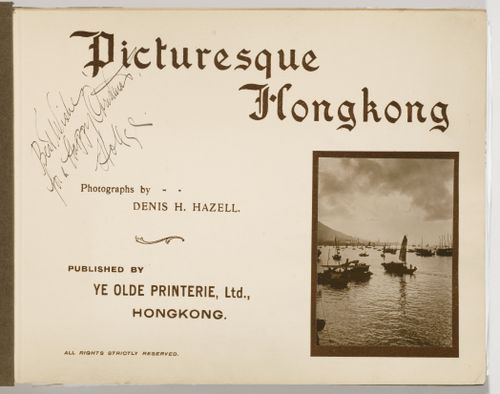 Picturesque
Hongkong
Best Wishes
for a Happy Christmas
Photographs by - -
DENIS H. HAZELL.
PUBLISHED BY
YE OLDE PRINTERIE, Ltd.,
HONGKONG.
ALL RIGHTS STRICTLY RESERVED.